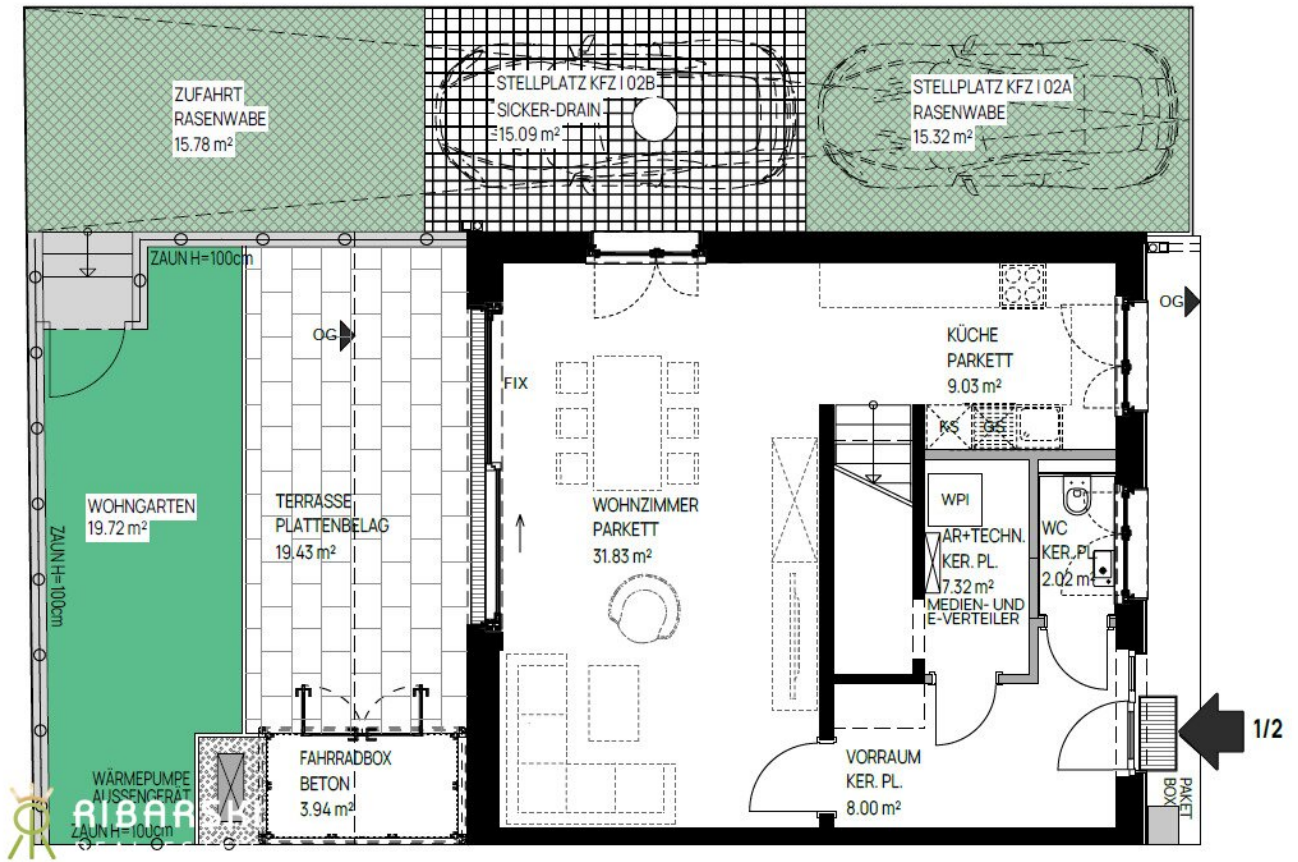 ZUFAHRT
RASENWABE
15.78 m²
STELLPLATZ KFZ I 02B
SICKER-DRAIN
15.09 m²
STELLPLATZ KFZ I 02A
RASENWABE
15.32 m²
ZAUN H=100cm
OG
OG
KÜCHE
PARKETT
9.03 m²
FIX
KS
GS
WOHNGARTEN
19.72 m²
TERRASSE
PLATTENBELAG
19.43 m²
WOHNZIMMER
PARKETT
31.83 m²
WPI
AR+TECHN.
KER. PL.
7.32 m²
MEDIEN- UND
E-VERTEILER
WC
KER. PL.
2.02 m²
ZAUN H=100cm
1/2
FAHRRADBOX
BETON
3.94 m²
VORRAUM
KER. PL.
8.00 m²
PAKET
BOX
WÄRMEPUMPE
AUSSENGERÄT
ZAUN H=100cm